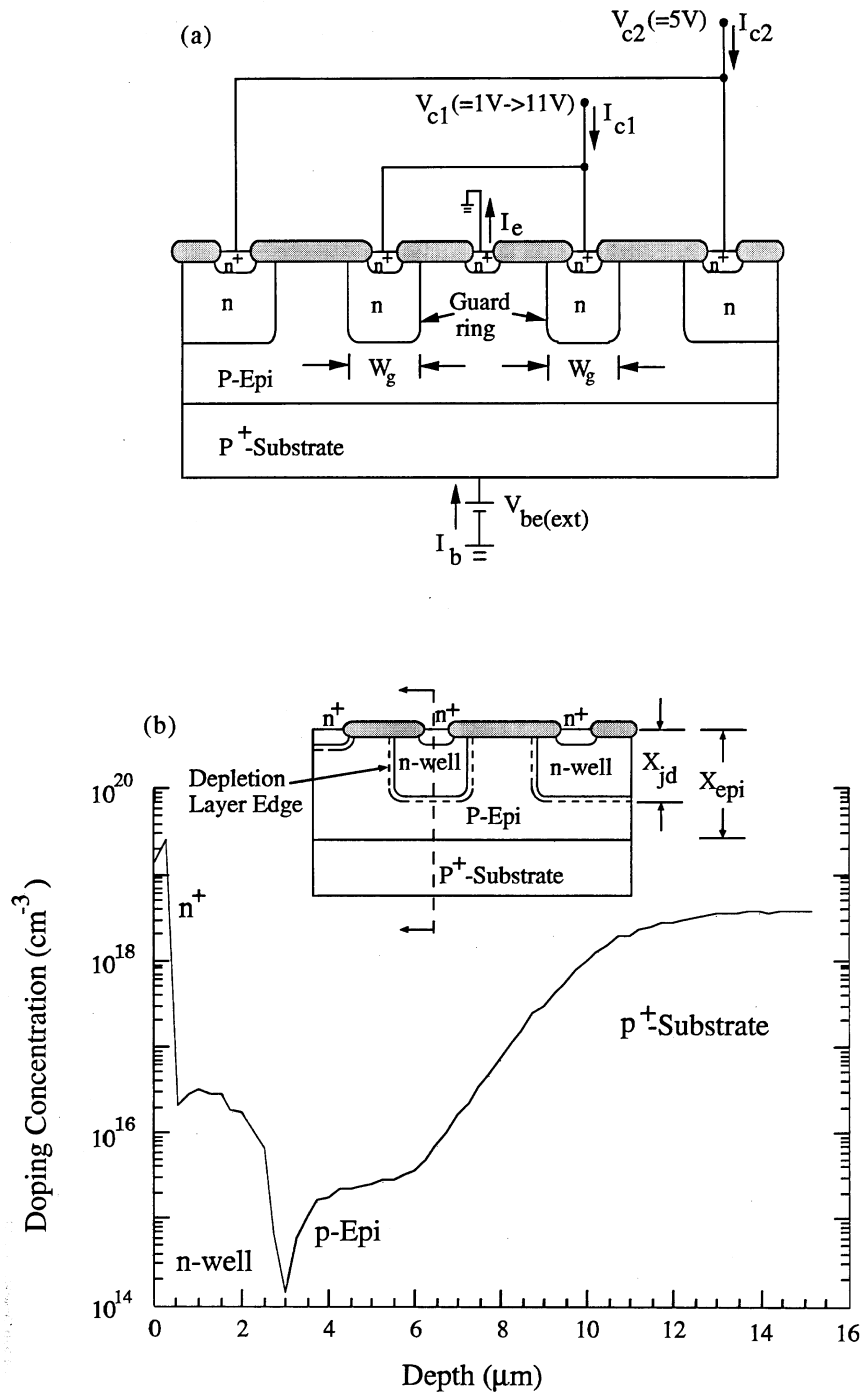 (a)
V_c2 (=5V)
I_c2
V_c1 (=1V->11V)
I_c1
I_e
n+ n+ n+ n+ n+
n n Guard ring n n
P-Epi
W_g W_g
P+-Substrate
V_be(ext)
I_b
(b)
n+ n+ n+
Depletion
Layer Edge
n-well n-well
X_jd
X_epi
P-Epi
P+-Substrate
10^20
10^18
10^16
10^14
Doping Concentration (cm^-3)
n+
p+-Substrate
p-Epi
n-well
0 2 4 6 8 10 12 14 16
Depth (μm)